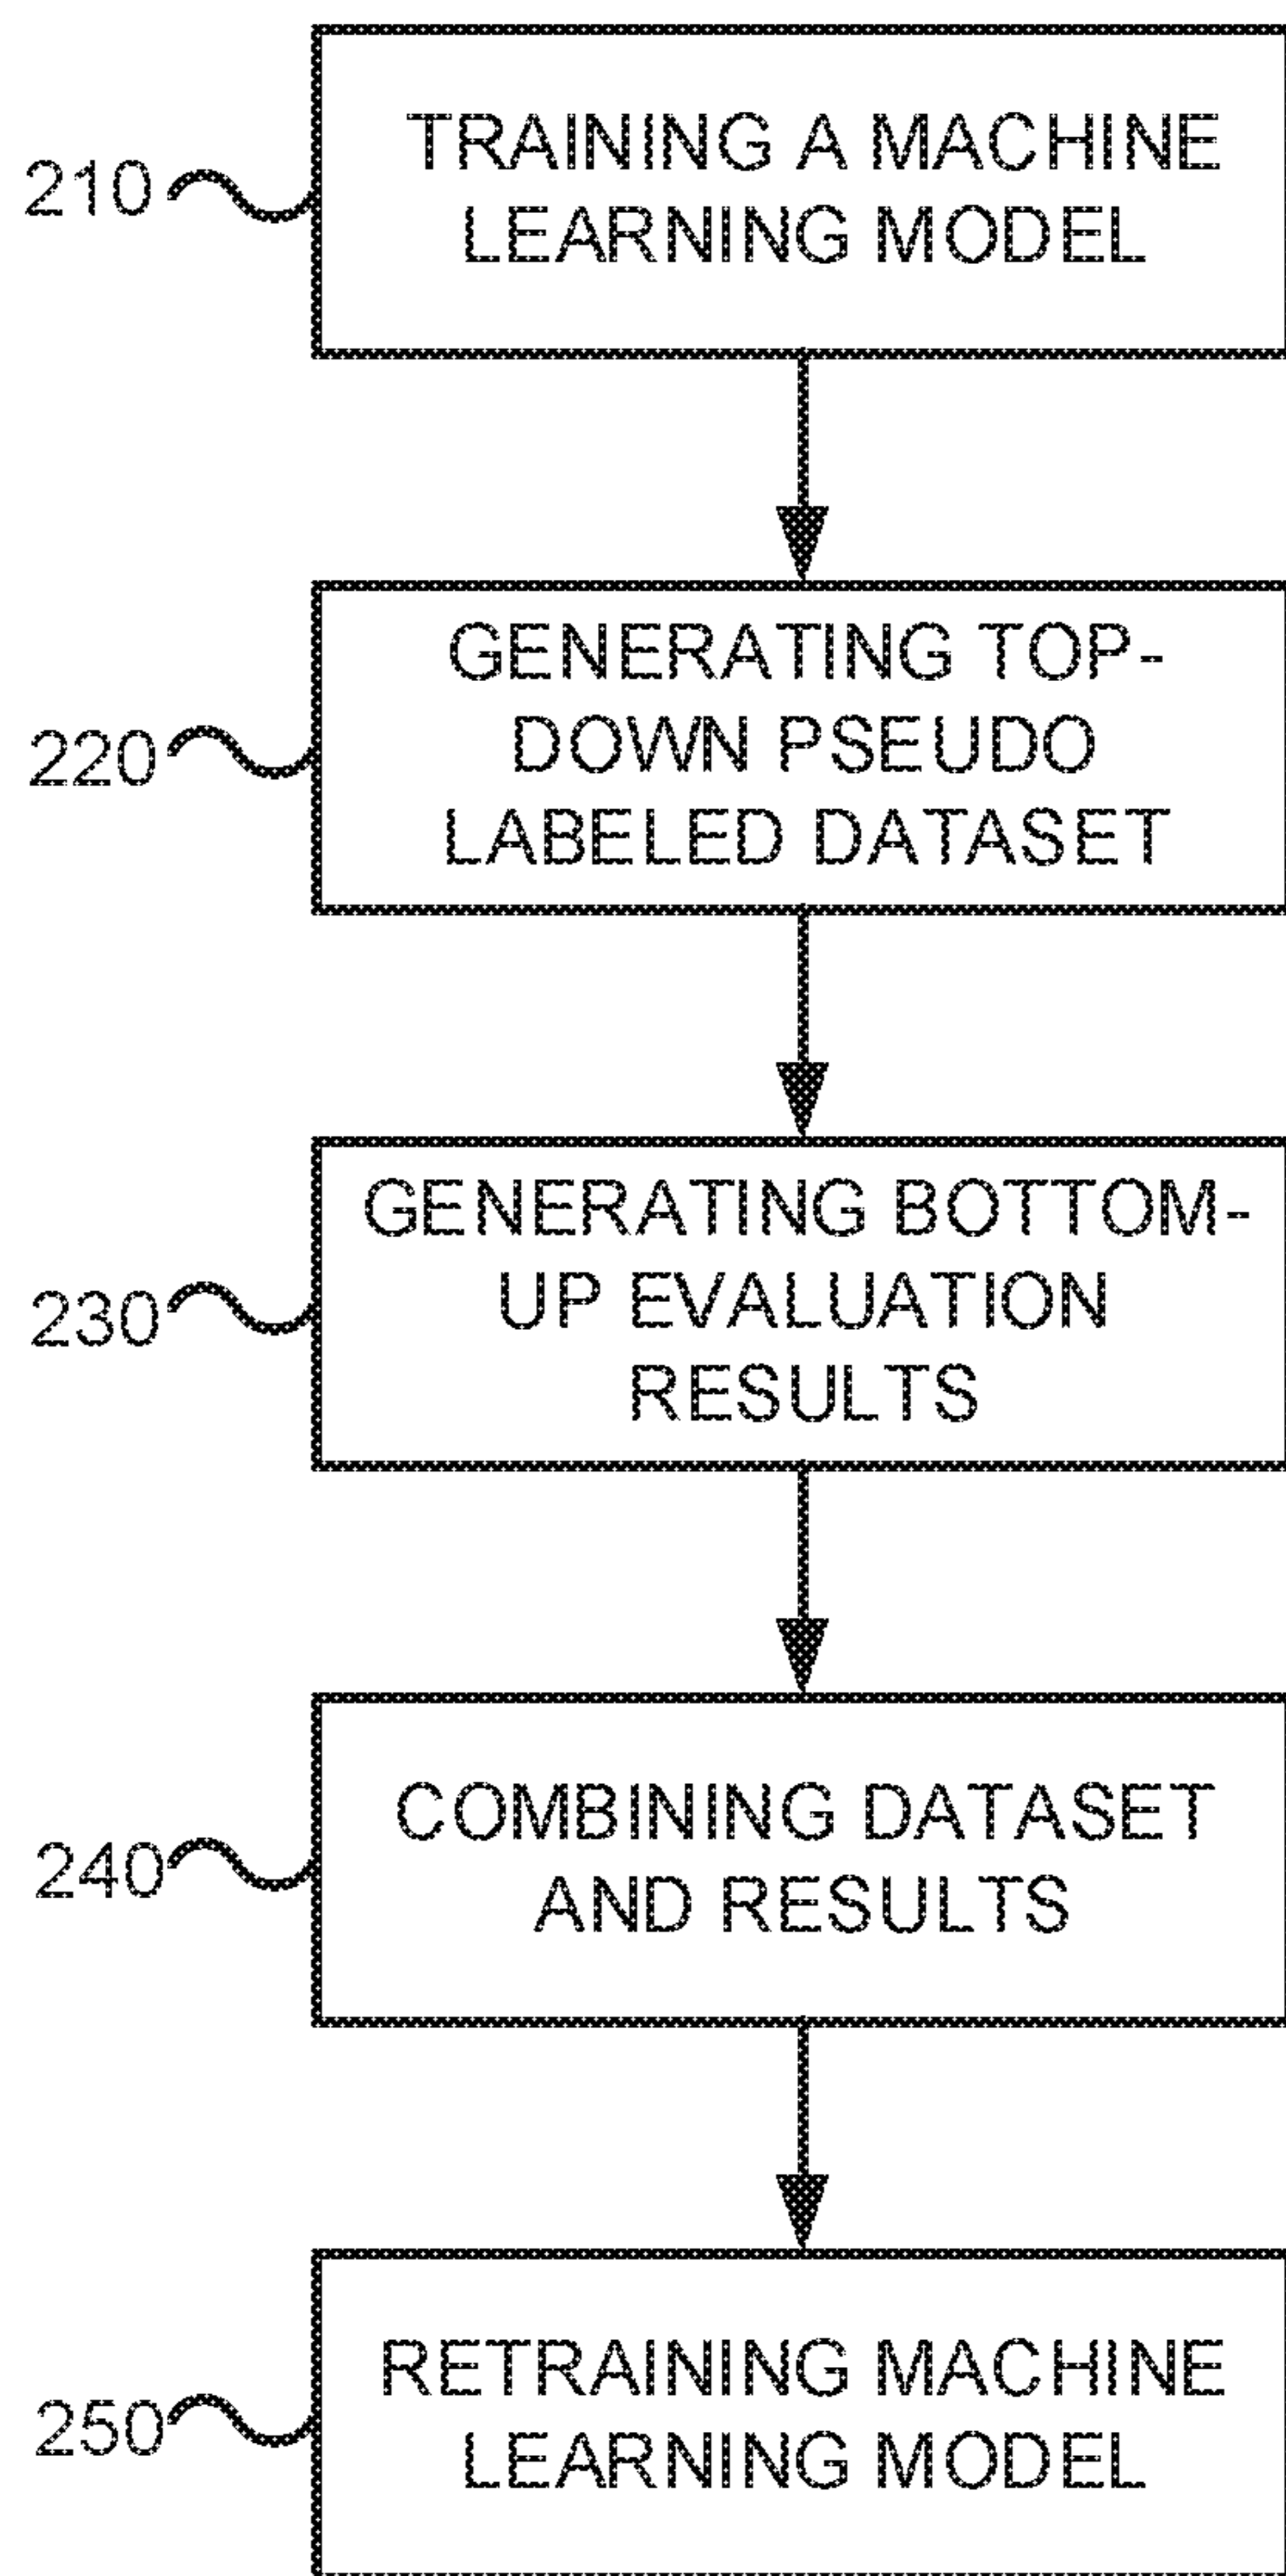 210
TRAINING A MACHINE
LEARNING MODEL
220
GENERATING TOP-
DOWN PSEUDO
LABELED DATASET
230
GENERATING BOTTOM-
UP EVALUATION
RESULTS
240
COMBINING DATASET
AND RESULTS
250
RETRAINING MACHINE
LEARNING MODEL